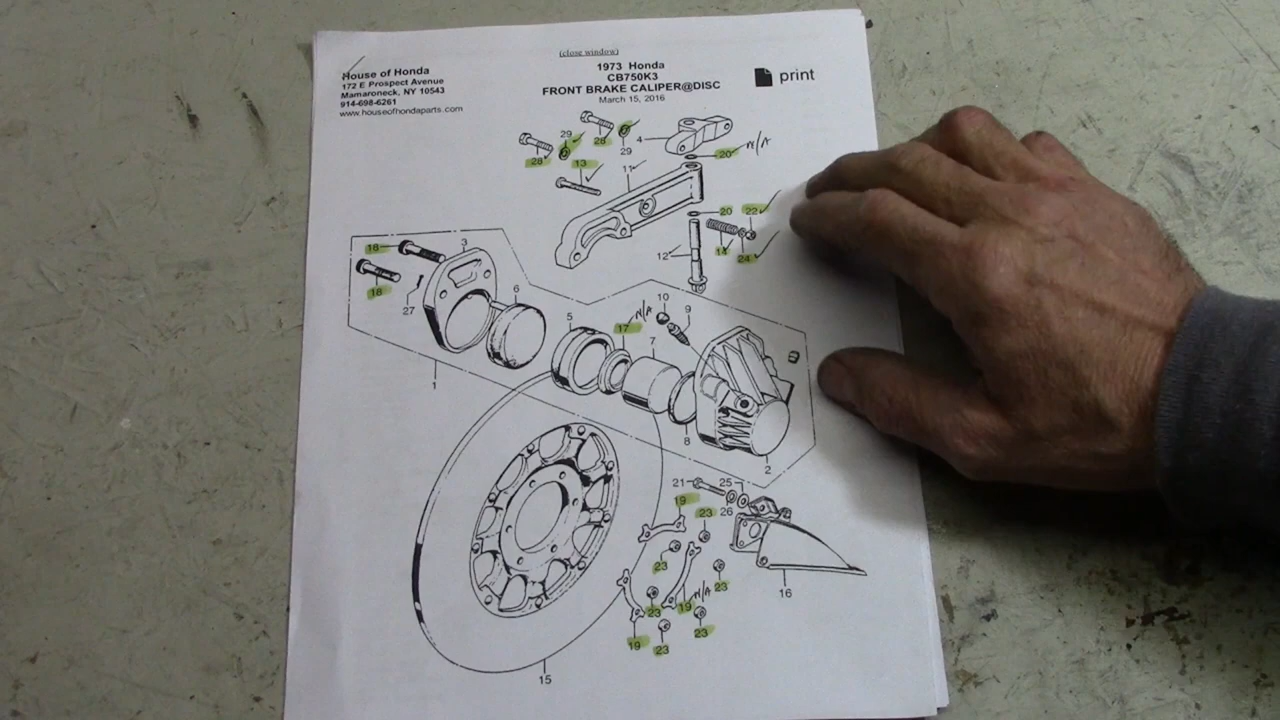 (close window)
House of Honda
172 E Prospect Avenue
Mamaroneck, NY 10543
914-698-6261
www.houseofhondaparts.com
1973 Honda
CB750K3
FRONT BRAKE CALIPER@DISC
March 15, 2016
print
29
28
4
29
28
13
11
20 N/A
20
22
14
24
12
18
3
18
27
6
5
17 N/A
10
9
7
1
8
2
21
25
26
19
23
23
23
23
19 N/A
23
19
23
16
15